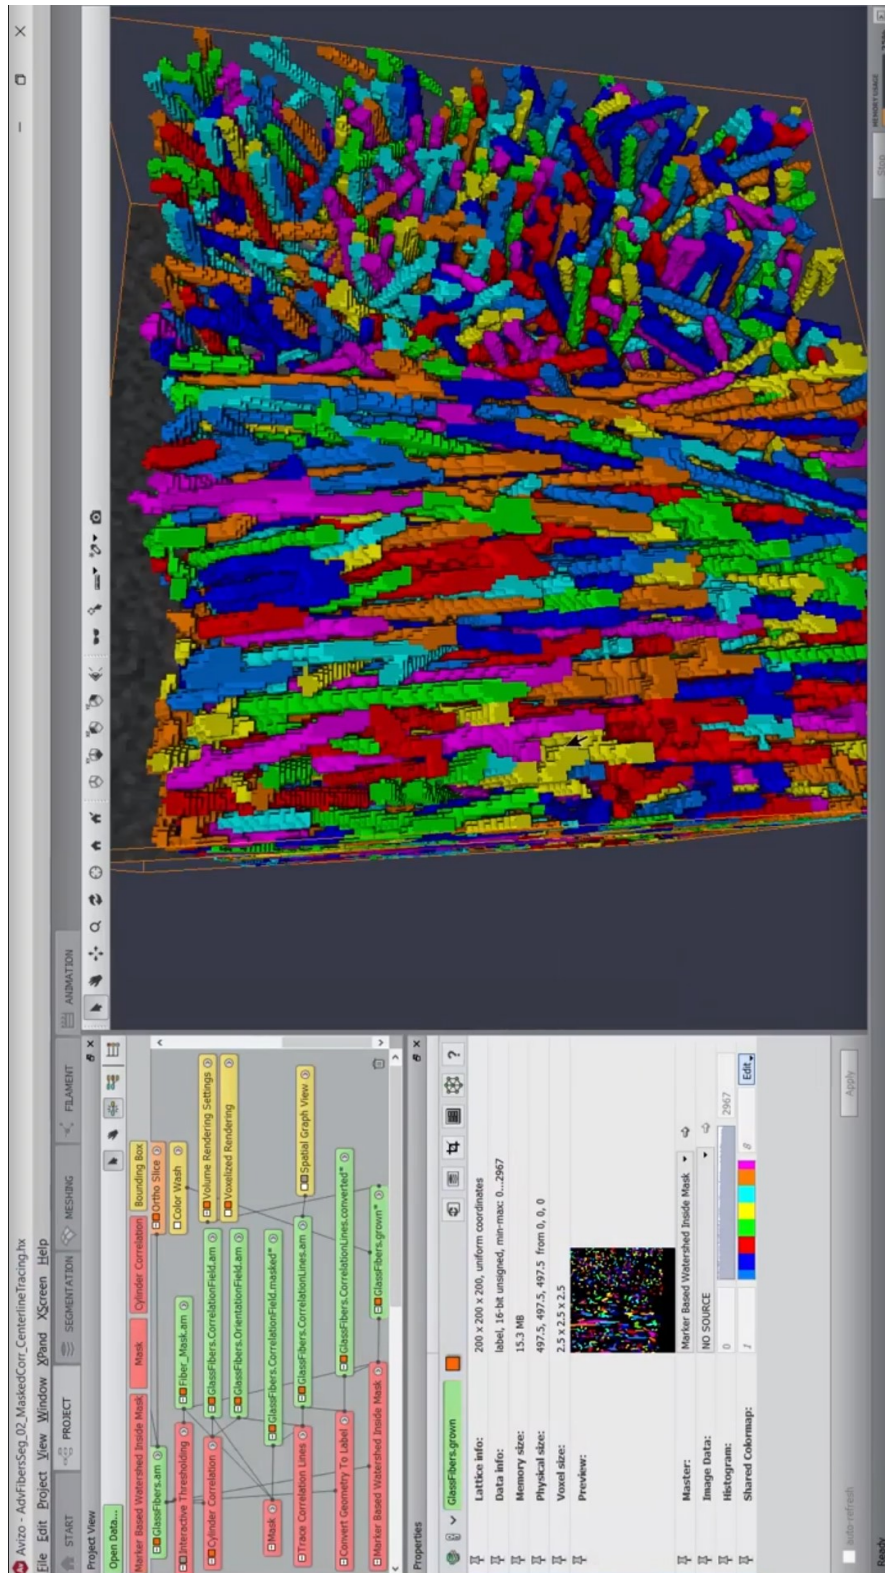 Avizo - AdvFibersSeg_02_MaskedCorr_CenterlineTracing.hx
File Edit Project View Window XPand XScreen Help
START PROJECT SEGMENTATION MESHING FILAMENT ANIMATION
Project View
Open Data...
Marker Based Watershed Inside Mask Mask Cylinder Correlation Bounding Box
GlassFibers.am Ortho Slice
Color Wash
Interactive Thresholding Fiber_Mask.am
Cylinder Correlation GlassFibers.CorrelationField.am Volume Rendering Settings
GlassFibers.OrientationField.am Voxelized Rendering
Mask GlassFibers.CorrelationField.masked*
Trace Correlation Lines GlassFibers.CorrelationLines.am Spatial Graph View
Convert Geometry To Label GlassFibers.CorrelationLines.converted*
Marker Based Watershed Inside Mask GlassFibers.grown*
Properties
GlassFibers.grown
Lattice info: 200 x 200 x 200, uniform coordinates
Data info: label, 16-bit unsigned, min-max: 0...2967
Memory size: 15.3 MB
Physical size: 497.5, 497.5, 497.5 from 0, 0, 0
Voxel size: 2.5 x 2.5 x 2.5
Preview:
Master: Marker Based Watershed Inside Mask
Image Data: NO SOURCE
Histogram: 0 2967
Shared Colormap: 1 8 Edit
auto-refresh Apply
Ready
Stop
MEMORY USAGE